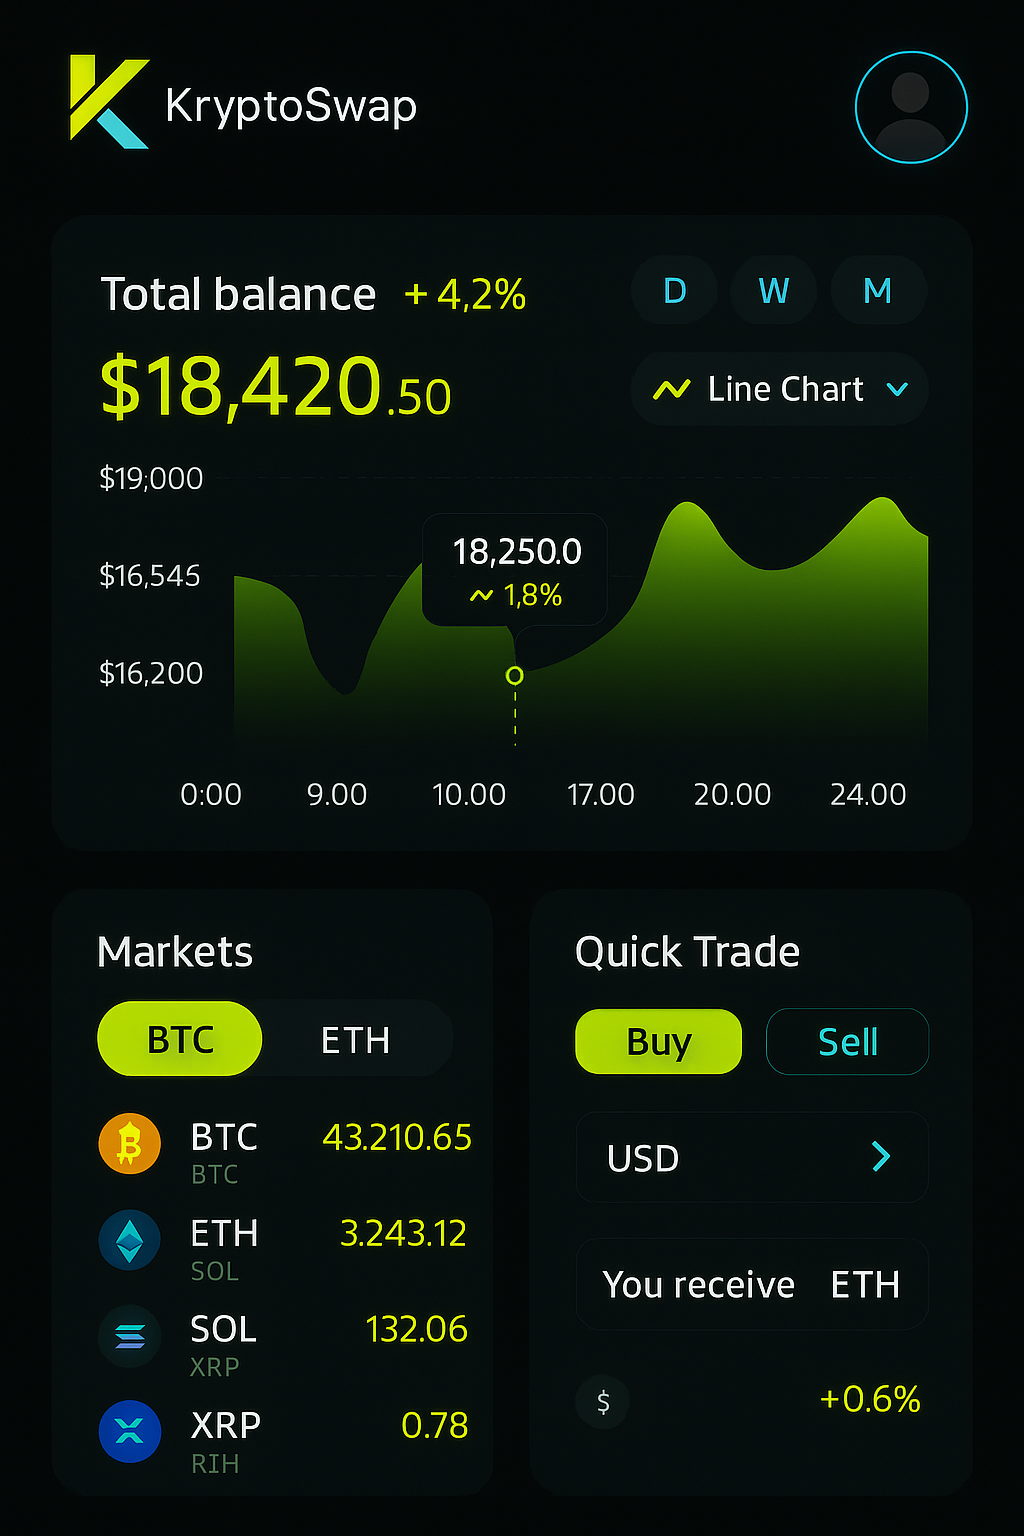 KryptoSwap
Total balance +4,2%
D W M
$18,420.50
Line Chart
$19;000
18,250.0
$16,545
1,8%
$16,200
0:00 9.00 10.00 17.00 20.00 24.00
Markets
BTC ETH
BTC 43.210.65
BTC
ETH 3.243.12
SOL
SOL 132.06
XRP
XRP 0.78
RIH
Quick Trade
Buy Sell
USD
You receive ETH
$ +0.6%